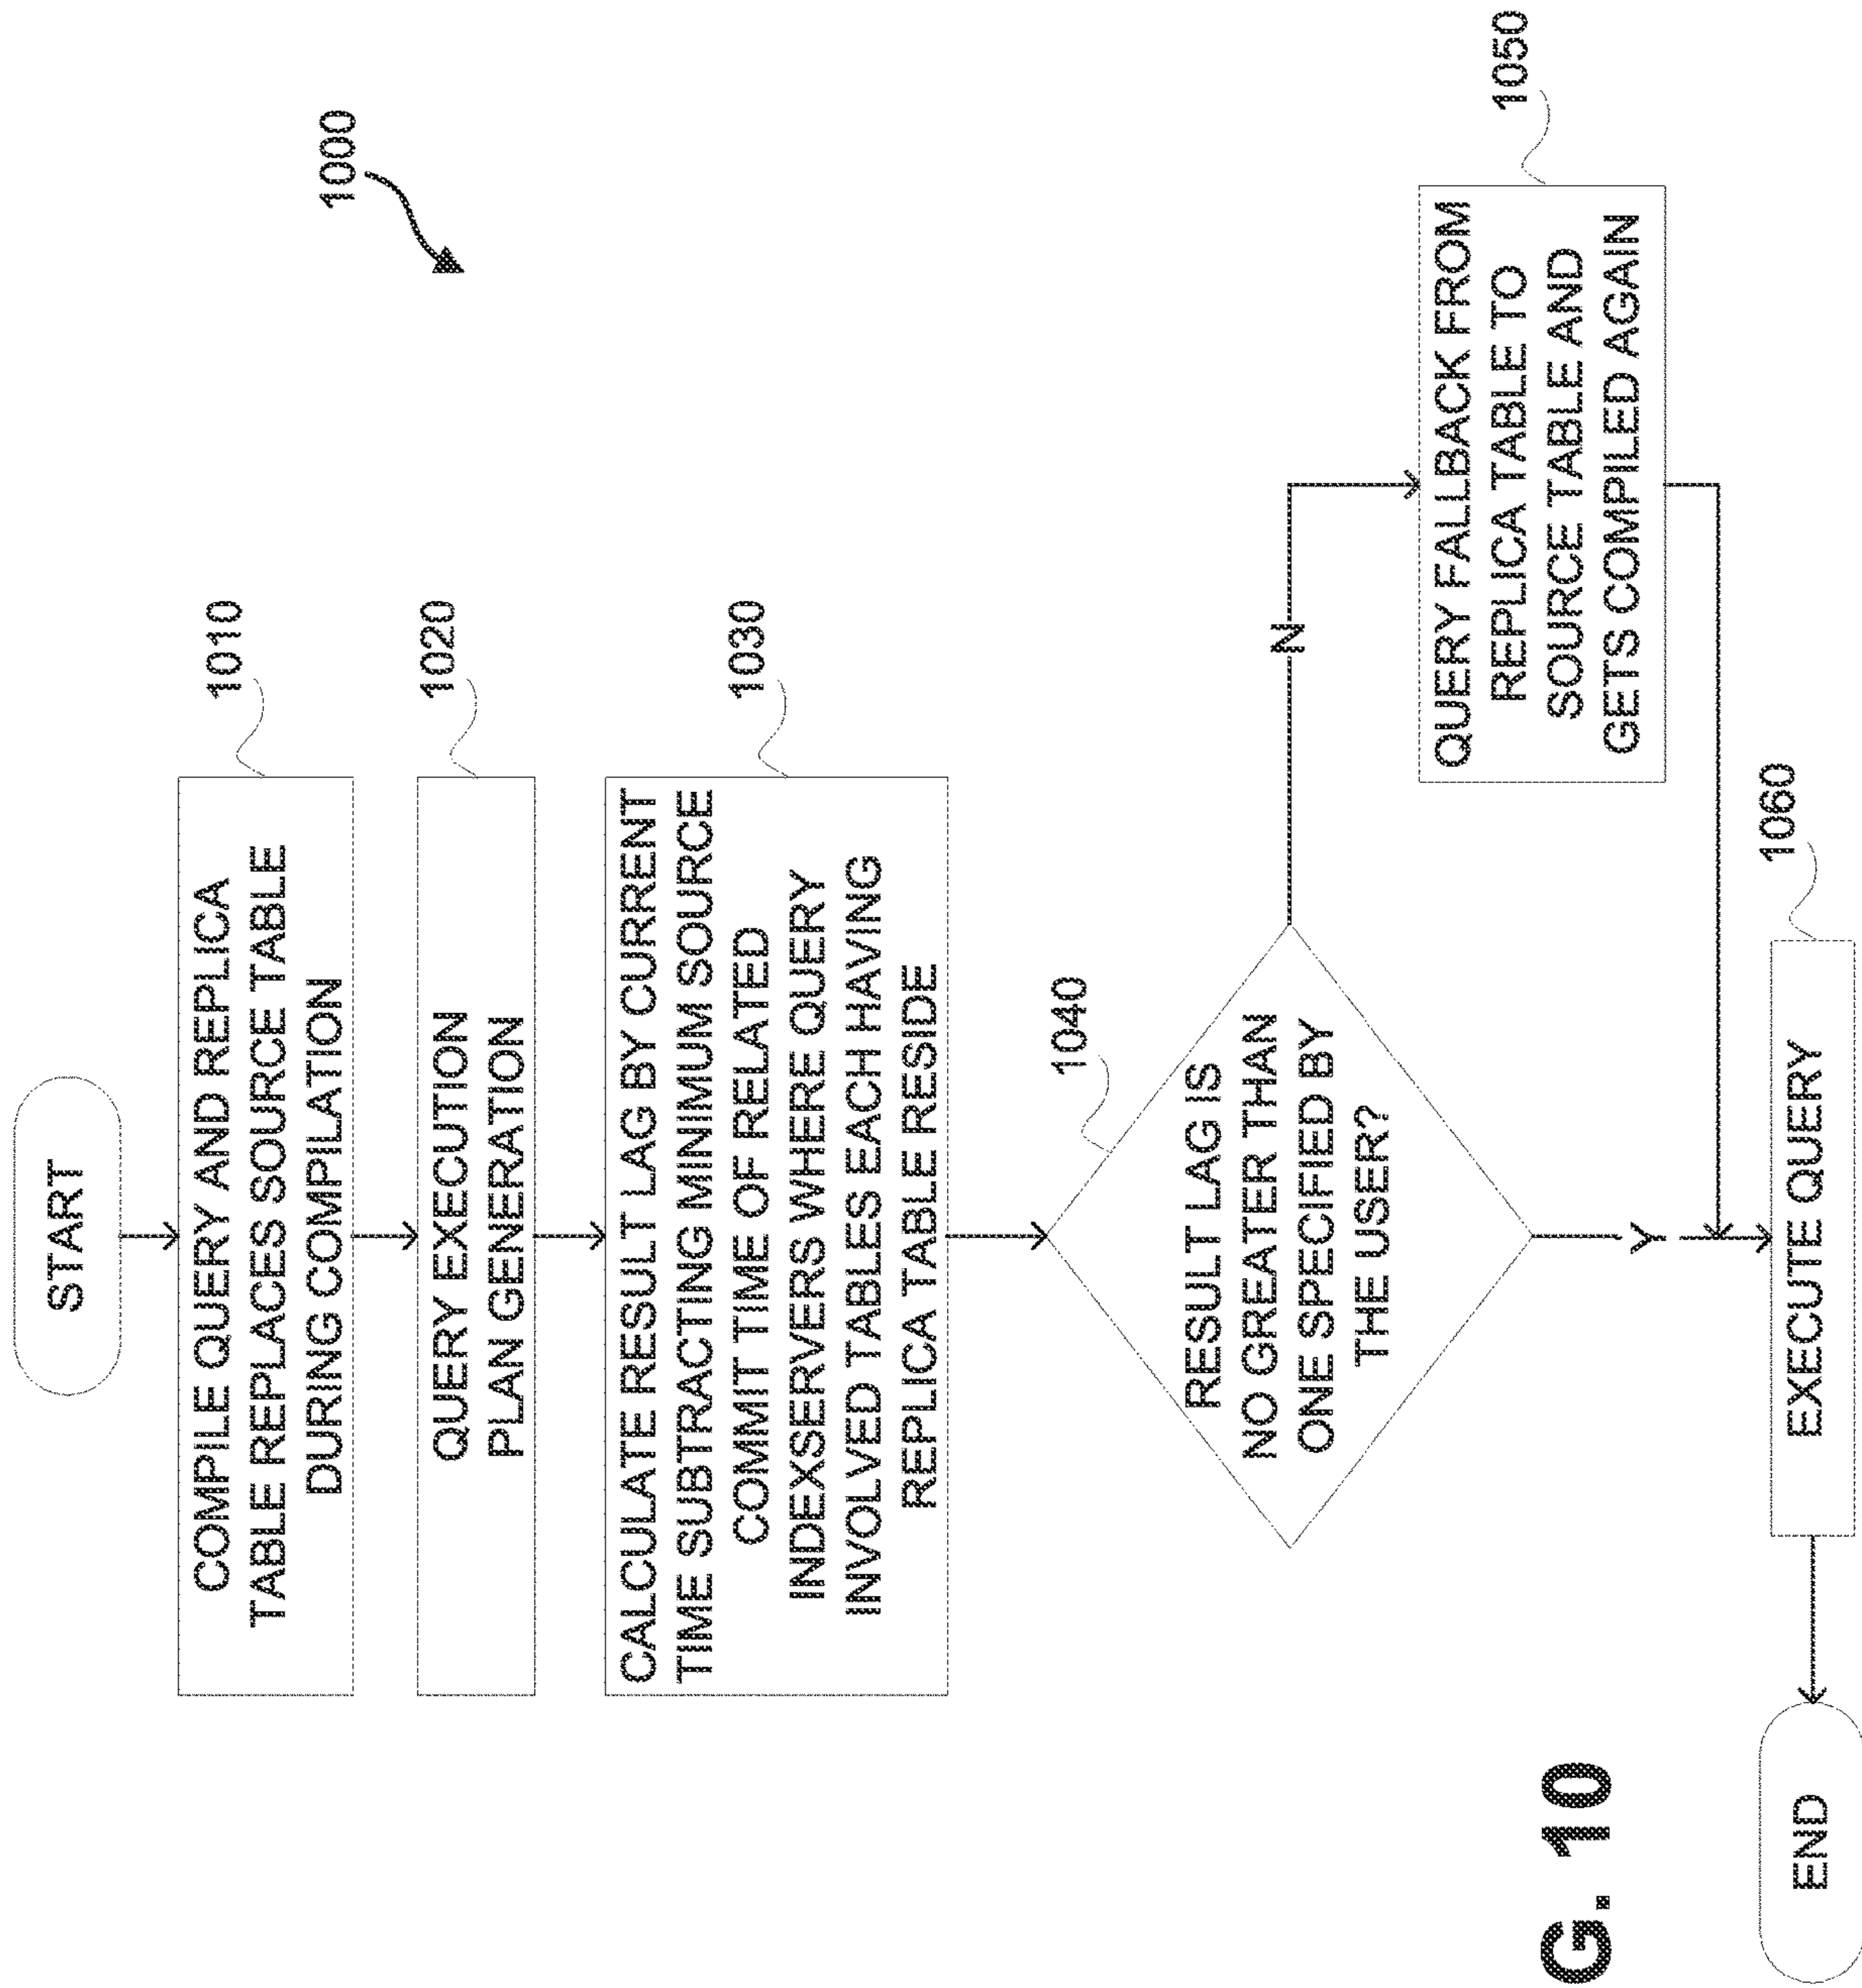 1000
START
1010
COMPILE QUERY AND REPLICA
TABLE REPLACES SOURCE TABLE
DURING COMPILATION
1020
QUERY EXECUTION
PLAN GENERATION
1030
CALCULATE RESULT LAG BY CURRENT
TIME SUBTRACTING MINIMUM SOURCE
COMMIT TIME OF RELATED
INDEXSERVERS WHERE QUERY
INVOLVED TABLES EACH HAVING
REPLICA TABLE RESIDE
1040
RESULT LAG IS
NO GREATER THAN
ONE SPECIFIED BY
THE USER?
N
1050
QUERY FALLBACK FROM
REPLICA TABLE TO
SOURCE TABLE AND
GETS COMPILED AGAIN
Y
1060
EXECUTE QUERY
END
G. 10